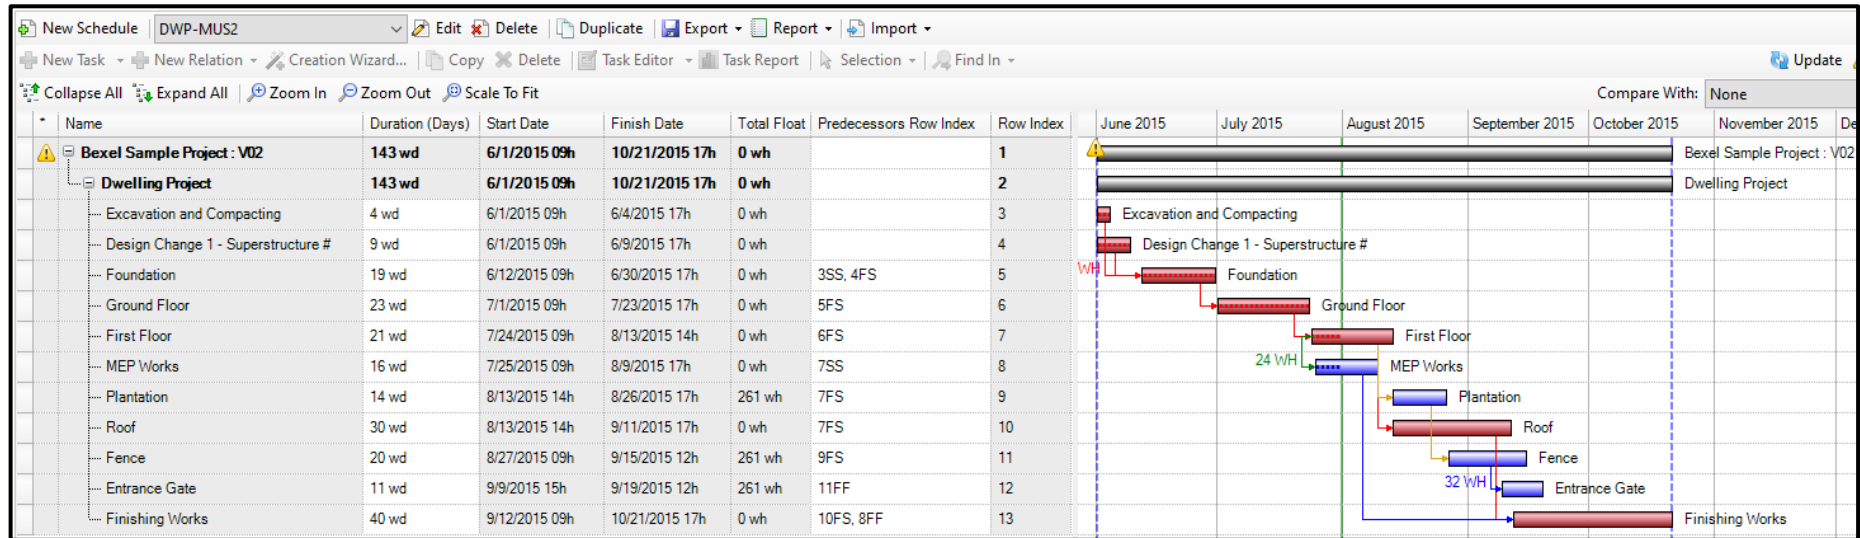 New Schedule DWP-MUS2 Edit Delete Duplicate Export Report Import
New Task New Relation Creation Wizard... Copy Delete Task Editor Task Report Selection Find In Update
Collapse All Expand All Zoom In Zoom Out Scale To Fit Compare With: None
* Name Duration (Days) Start Date Finish Date Total Float Predecessors Row Index Row Index June 2015 July 2015 August 2015 September 2015 October 2015 November 2015 De
Bexel Sample Project : V02 143 wd 6/1/2015 09h 10/21/2015 17h 0 wh 1 Bexel Sample Project : V02
Dwelling Project 143 wd 6/1/2015 09h 10/21/2015 17h 0 wh 2 Dwelling Project
Excavation and Compacting 4 wd 6/1/2015 09h 6/4/2015 17h 0 wh 3 Excavation and Compacting
Design Change 1 - Superstructure # 9 wd 6/1/2015 09h 6/9/2015 17h 0 wh 4 Design Change 1 - Superstructure #
Foundation 19 wd 6/12/2015 09h 6/30/2015 17h 0 wh 3SS, 4FS 5 WH Foundation
Ground Floor 23 wd 7/1/2015 09h 7/23/2015 17h 0 wh 5FS 6 Ground Floor
First Floor 21 wd 7/24/2015 09h 8/13/2015 14h 0 wh 6FS 7 First Floor
MEP Works 16 wd 7/25/2015 09h 8/9/2015 17h 0 wh 7SS 8 24 WH MEP Works
Plantation 14 wd 8/13/2015 14h 8/26/2015 17h 261 wh 7FS 9 Plantation
Roof 30 wd 8/13/2015 14h 9/11/2015 17h 0 wh 7FS 10 Roof
Fence 20 wd 8/27/2015 09h 9/15/2015 12h 261 wh 9FS 11 Fence
Entrance Gate 11 wd 9/9/2015 15h 9/19/2015 12h 261 wh 11FF 12 32 WH Entrance Gate
Finishing Works 40 wd 9/12/2015 09h 10/21/2015 17h 0 wh 10FS, 8FF 13 Finishing Works